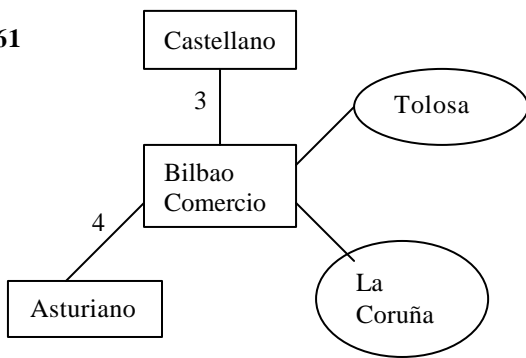 61
Castellano
3
Tolosa
Bilbao
Comercio
4
La
Coruña
Asturiano